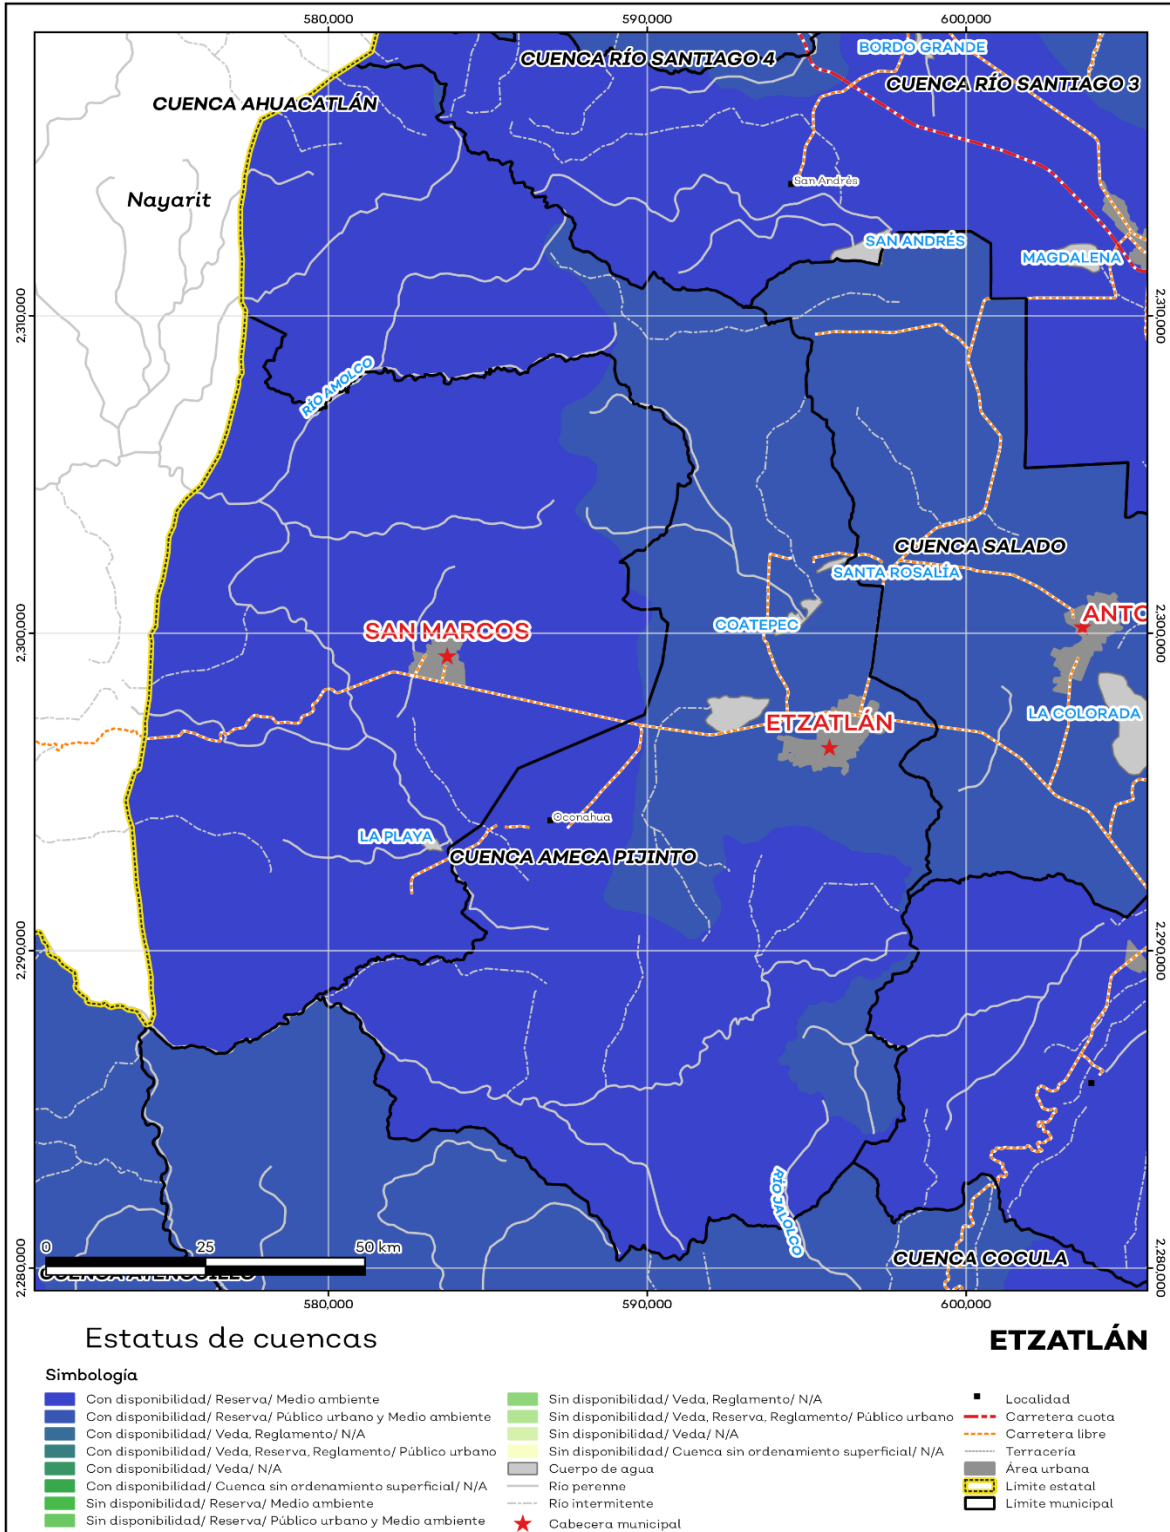 580,000 590,000 600,000
BORDO GRANDE
CUENCA RÍO SANTIAGO 4
CUENCA RÍO SANTIAGO 3
CUENCA AHUACATLÁN
San Andrés
Nayarit
SAN ANDRÉS
MAGDALENA
2,310,000 2,310,000
RÍO AMOLCO
CUENCA SALADO
SANTA ROSALÍA
ANTO
COATEPEC
SAN MARCOS
2,300,000 2,300,000
LA COLORADA
ETZATLÁN
Oconahua
LA PLAYA
CUENCA AMECA PIJINTO
2,290,000 2,290,000
RÍO JALOLCO
0 25 50 km
CUENCA COCULA
CUENCA ATENGUILLO
2,280,000 2,280,000
580,000 590,000 600,000
Estatus de cuencas
ETZATLÁN
Simbología
Con disponibilidad/ Reserva/ Medio ambiente
Con disponibilidad/ Reserva/ Público urbano y Medio ambiente
Con disponibilidad/ Veda, Reglamento/ N/A
Con disponibilidad/ Veda, Reserva, Reglamento/ Público urbano
Con disponibilidad/ Veda/ N/A
Con disponibilidad/ Cuenca sin ordenamiento superficial/ N/A
Sin disponibilidad/ Reserva/ Medio ambiente
Sin disponibilidad/ Reserva/ Público urbano y Medio ambiente
Sin disponibilidad/ Veda, Reglamento/ N/A
Sin disponibilidad/ Veda, Reserva, Reglamento/ Público urbano
Sin disponibilidad/ Veda/ N/A
Sin disponibilidad/ Cuenca sin ordenamiento superficial/ N/A
Cuerpo de agua
Río perenne
Río intermitente
Cabecera municipal
Localidad
Carretera cuota
Carretera libre
Terracería
Área urbana
Límite estatal
Límite municipal